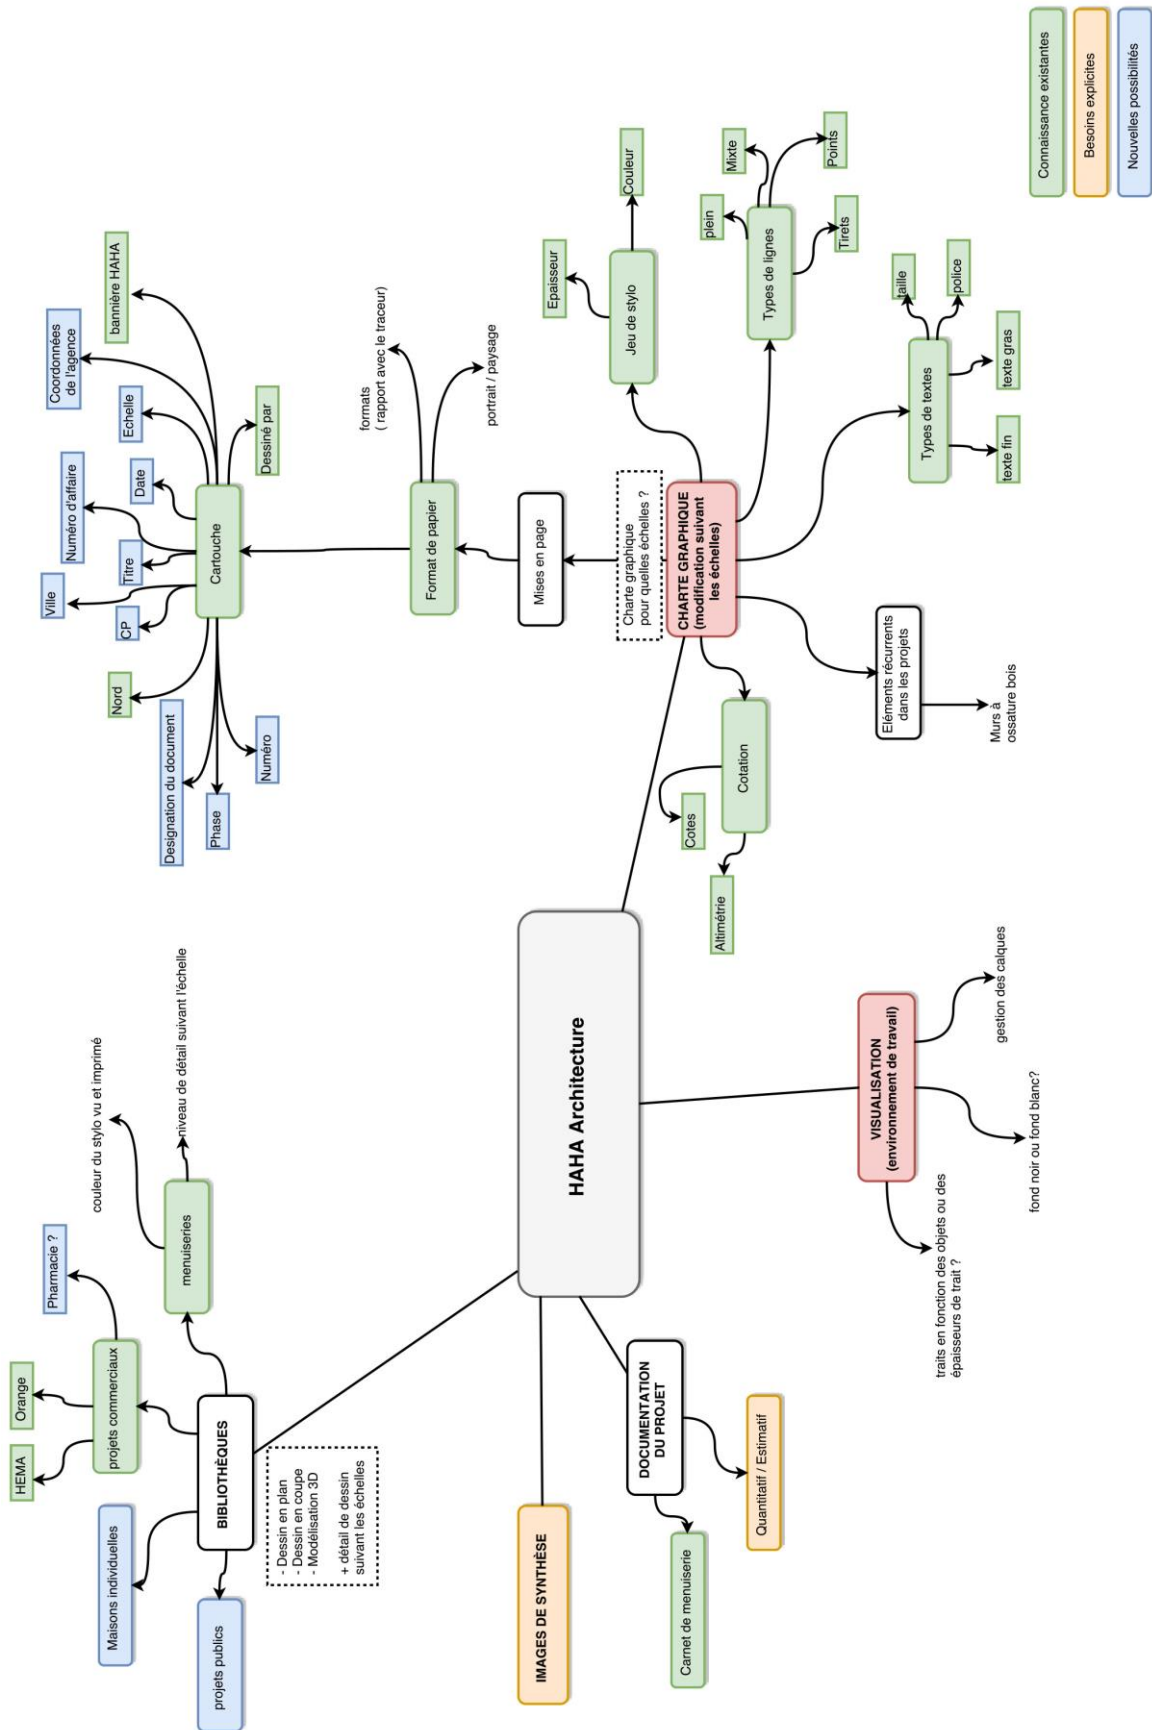 HAHA Architecture
BIBLIOTHÈQUES
- Dessin en plan
- Dessin en coupe
- Modélisation 3D
+ détail de dessin
suivant les échelles
projets publics
Maisons individuelles
projets commerciaux
HEMA
Orange
Pharmacie ?
menuiseries
couleur du stylo vu et imprimé
niveau de détail suivant l'échelle
IMAGES DE SYNTHÈSE
DOCUMENTATION
DU PROJET
Carnet de menuiserie
Quantitatif / Estimatif
VISUALISATION
(environnement de travail)
traits en fonction des objets ou des
épaisseurs de trait ?
fond noir ou fond blanc?
gestion des calques
CHARTE GRAPHIQUE
(modification suivant
les échelles)
Charte graphique
pour quelles échelles ?
Mises en page
Format de papier
formats
( rapport avec le traceur)
portrait / paysage
Cartouche
Numéro
Phase
Designation du document
Nord
CP
Ville
Titre
Numéro d'affaire
Date
Echelle
Coordonnées
de l'agence
bannière HAHA
Dessiné par
Cotation
Cotes
Altimétrie
Eléments récurrents
dans les projets
Murs à
ossature bois
Jeu de stylo
Epaisseur
Couleur
Types de lignes
plein
Mixte
Points
Tirets
Types de textes
taille
police
texte gras
texte fin
Connaissance existantes
Besoins explicites
Nouvelles possibilités